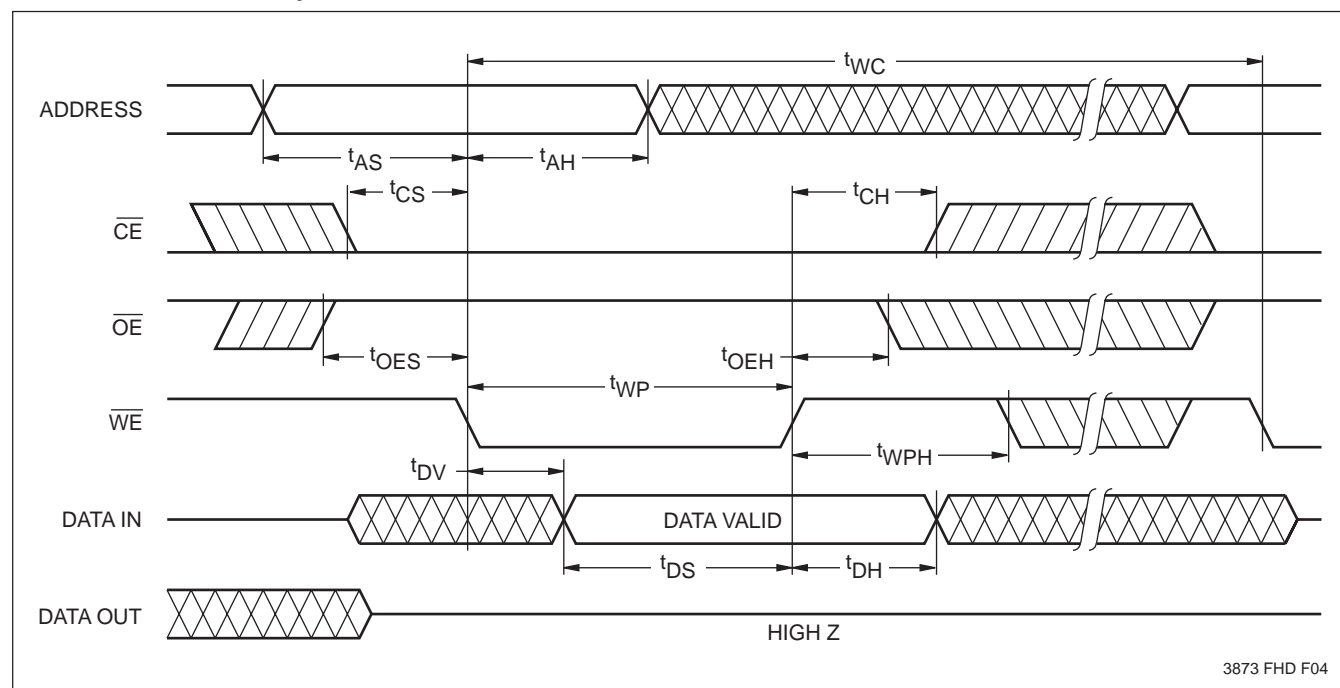 tWC
ADDRESS
tAS
tAH
tCS
tCH
CE
OE
tOES
tOEH
tWP
WE
tWPH
tDV
DATA IN
DATA VALID
tDS
tDH
DATA OUT
HIGH Z
3873 FHD F04